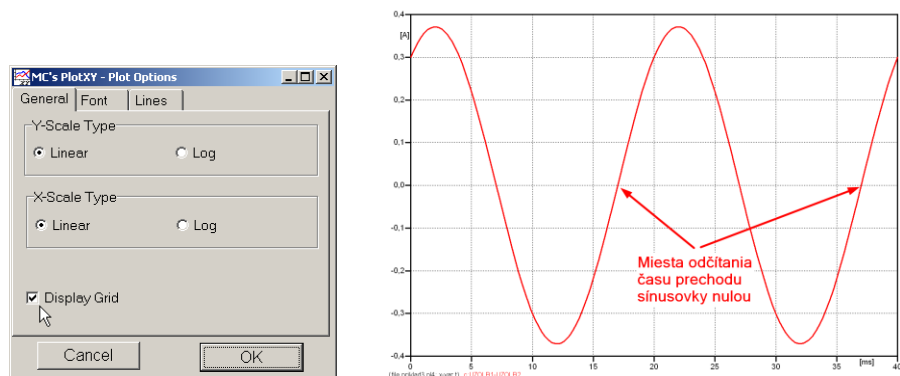 MC's PlotXY - Plot Options
General Font Lines
Y-Scale Type
Linear Log
X-Scale Type
Linear Log
Display Grid
Cancel OK
0,4
[A]
0,3
0,2
0,1
0,0
-0,1
-0,2
-0,3
-0,4
Miesta odčítania
času prechodu
sínusovky nulou
0 5 10 15 20 25 30 35 [ms] 40